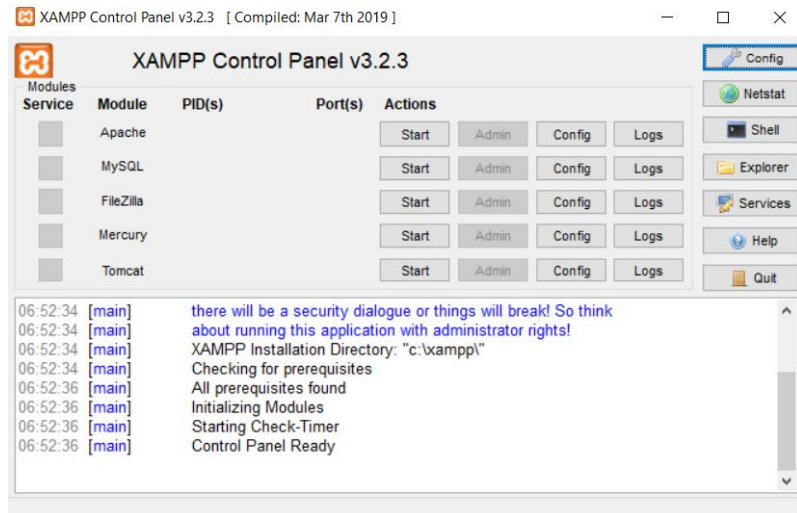 XAMPP Control Panel v3.2.3 [ Compiled: Mar 7th 2019 ]
XAMPP Control Panel v3.2.3
Config
Modules
Service Module PID(s) Port(s) Actions
Netstat
Apache Start Admin Config Logs
Shell
MySQL Start Admin Config Logs
Explorer
FileZilla Start Admin Config Logs
Services
Mercury Start Admin Config Logs
Help
Tomcat Start Admin Config Logs
Quit
06:52:34 [main] there will be a security dialogue or things will break! So think
06:52:34 [main] about running this application with administrator rights!
06:52:34 [main] XAMPP Installation Directory: "c:\xampp\"
06:52:34 [main] Checking for prerequisites
06:52:36 [main] All prerequisites found
06:52:36 [main] Initializing Modules
06:52:36 [main] Starting Check-Timer
06:52:36 [main] Control Panel Ready